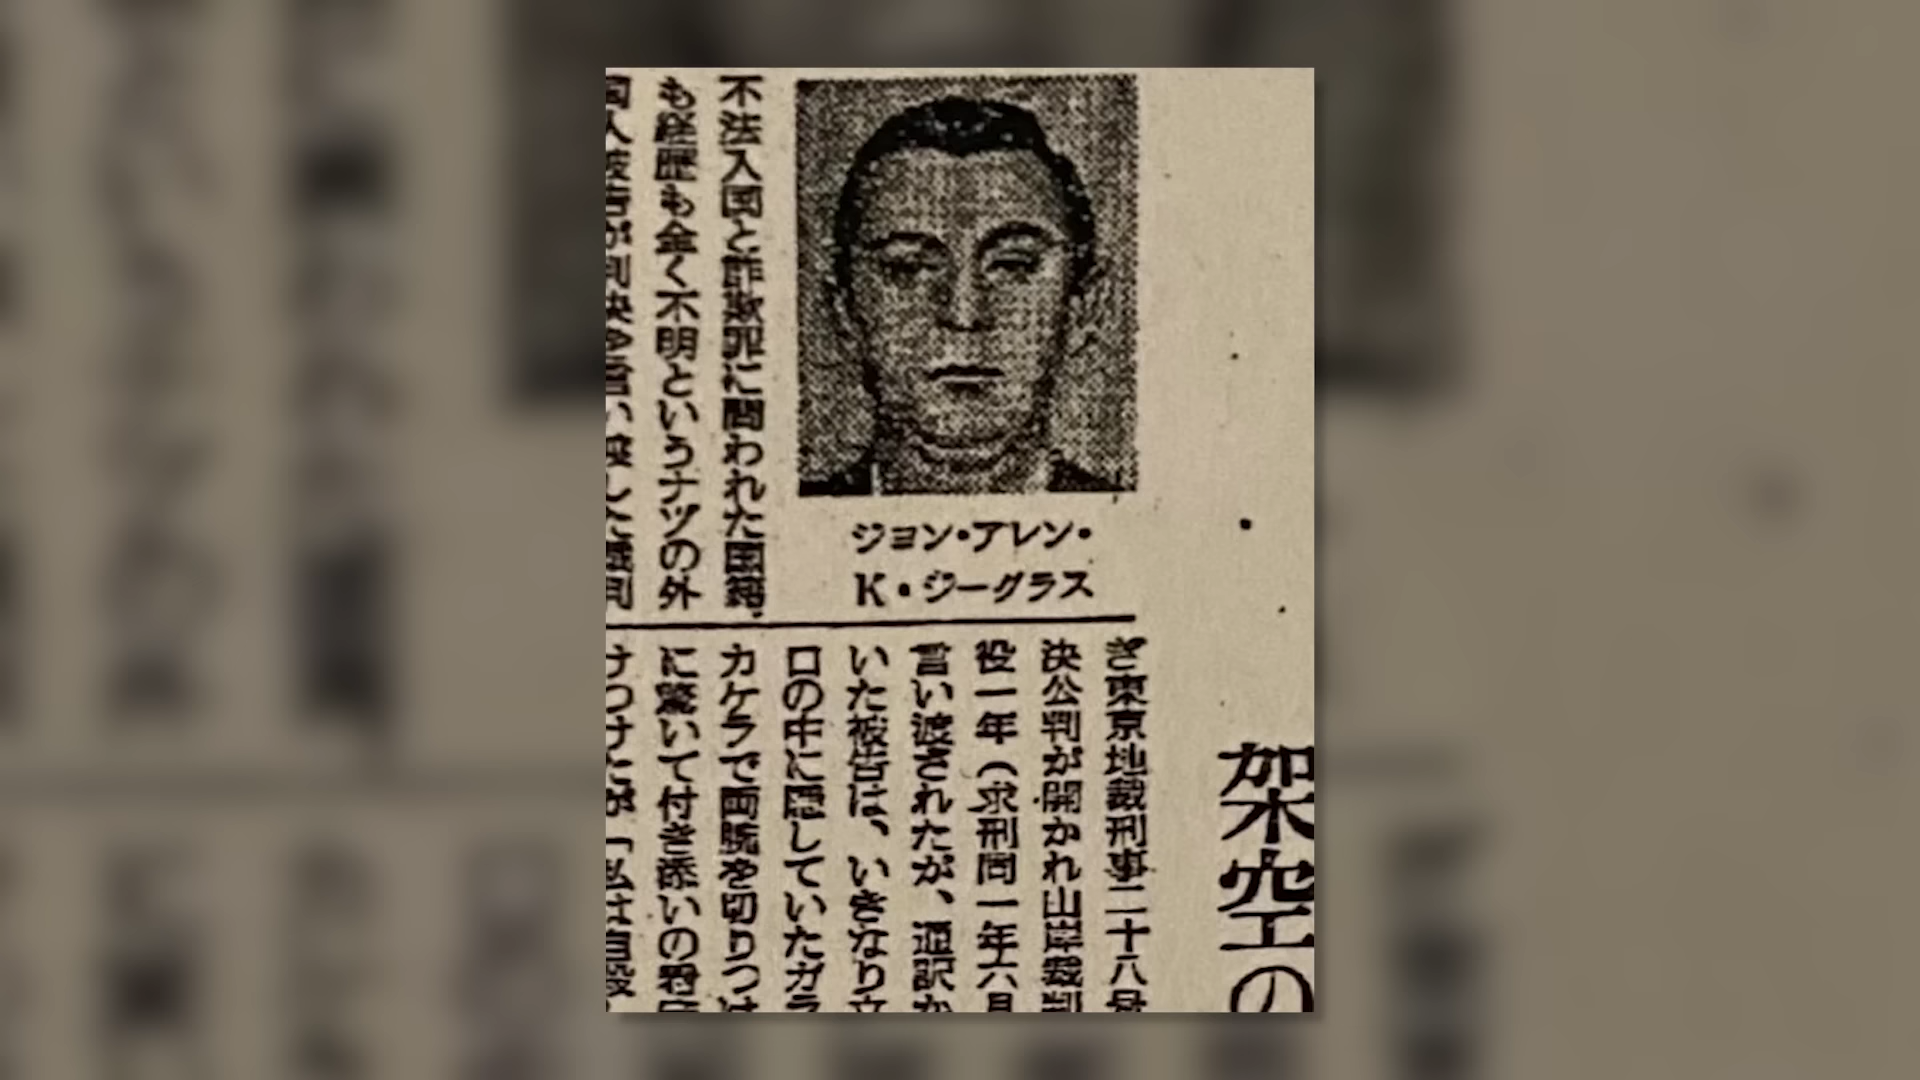 架空の
ジョン・アレン・
K・ジーグラス
不法入国と詐欺罪に問われた国籍、
も経歴も全く不明というナゾの外
国人被告が判決を言い渡した裁判
ぎ東京地裁刑事二十八号
決公判が開かれ山岸裁判
役一年（求刑同一年六月
言い渡されたが、通訳か
いた被告は、いきなり立
口の中に隠していたガラ
カケラで両腕を切りつけ
に驚いて付き添いの
けつけたが「私は自殺